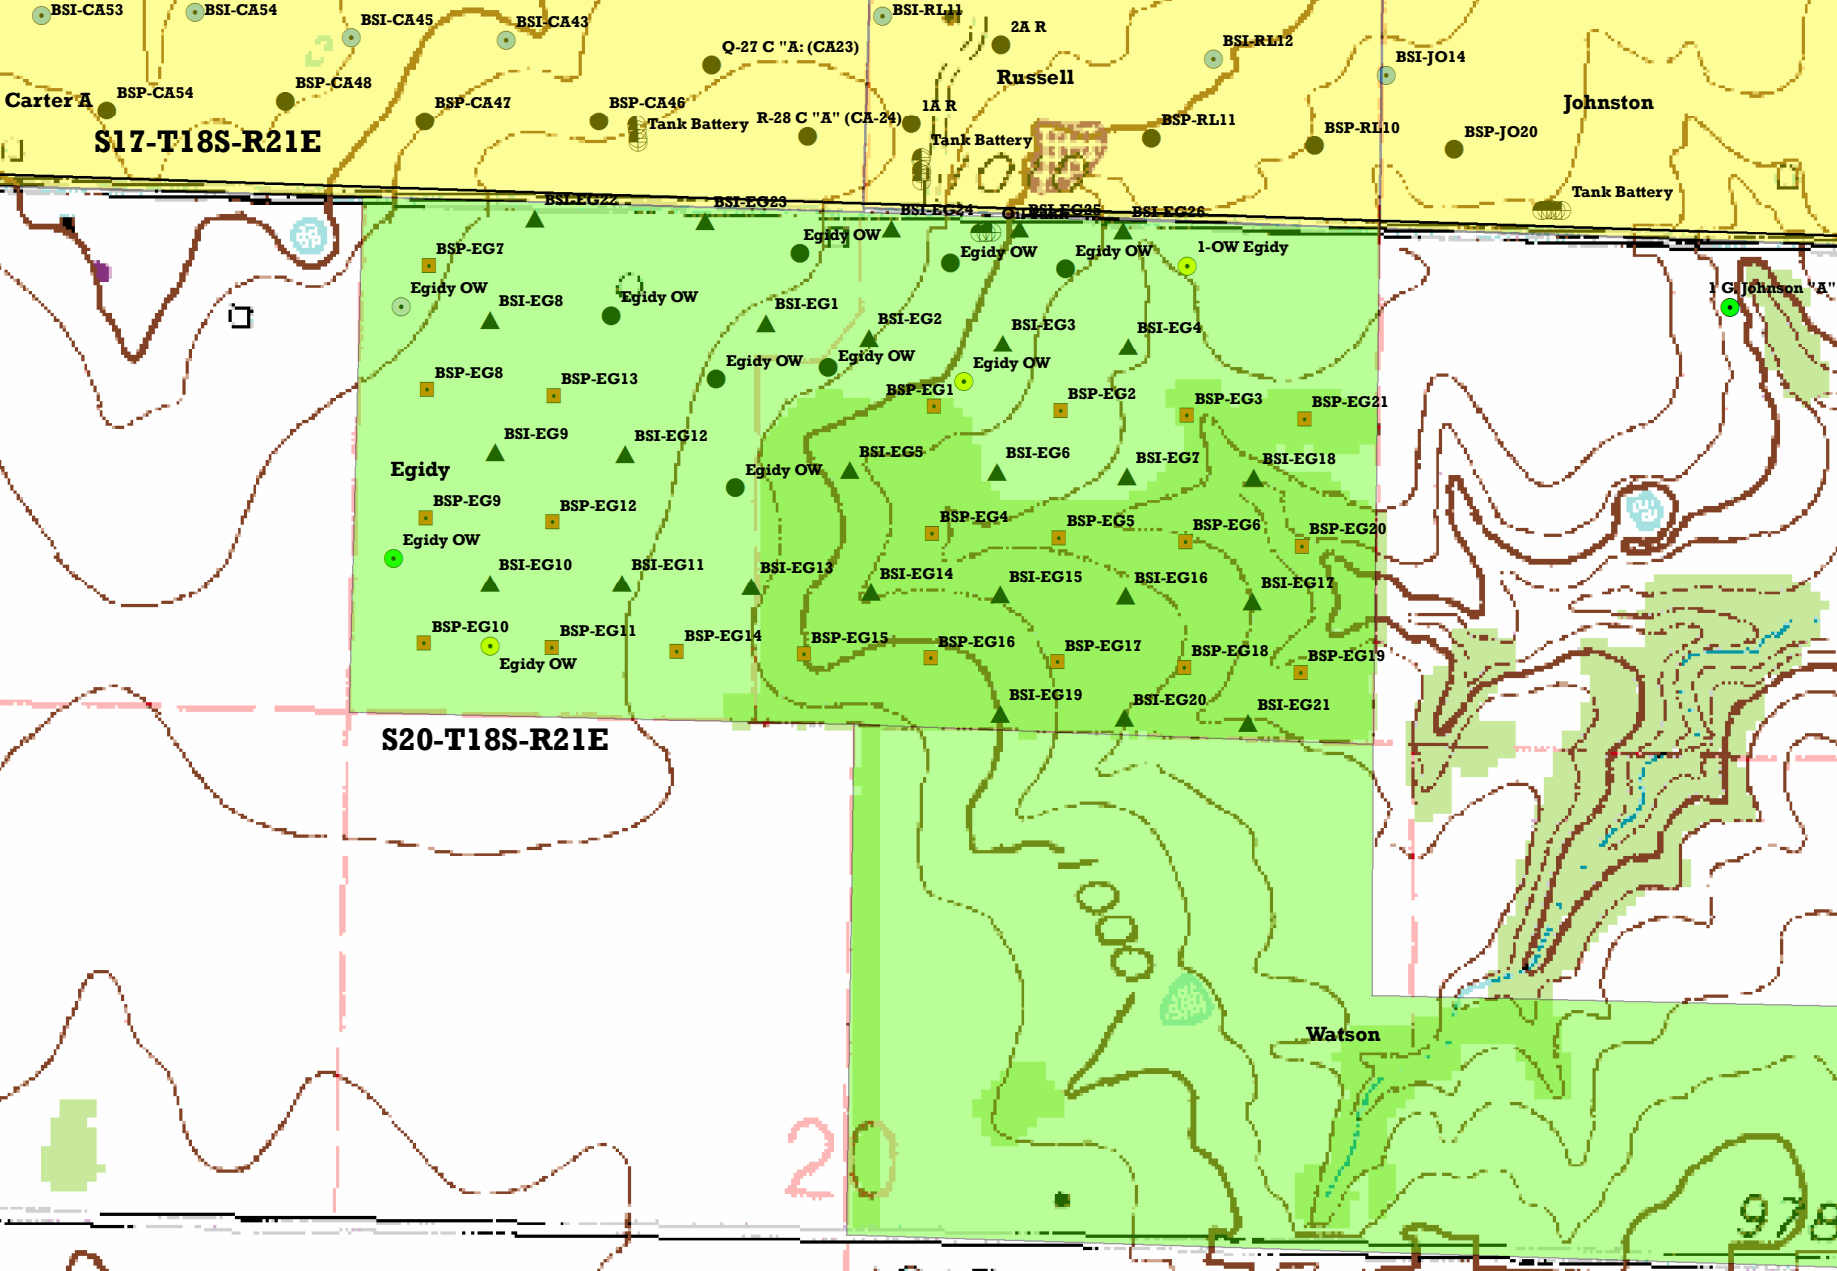 BSI-CA53
BSI-CA54
BSI-CA45
BSI-CA43
BSI-RL11
2A R
BSI-RL12
BSI-JO14
Q-27 C "A: (CA23)
Russell
Carter A
BSP-CA54
BSP-CA48
BSP-CA47
BSP-CA46
Tank Battery
R-28 C "A" (CA-24)
1A R
Tank Battery
BSP-RL11
BSP-RL10
BSP-JO20
Johnston
S17-T18S-R21E
Tank Battery
BSI-EG22
BSI-EG23
BSI-EG24
BSI-EG25
BSI-EG26
BSP-EG7
Egidy OW
Egidy OW
Egidy OW
1-OW Egidy
Egidy OW
BSI-EG8
Egidy OW
BSI-EG1
BSI-EG2
BSI-EG3
BSI-EG4
1 G. Johnson "A"
BSP-EG8
BSP-EG13
Egidy OW
Egidy OW
Egidy OW
BSP-EG1
BSP-EG2
BSP-EG3
BSP-EG21
BSI-EG9
BSI-EG12
Egidy
Egidy OW
BSI-EG5
BSI-EG6
BSI-EG7
BSI-EG18
BSP-EG9
BSP-EG12
BSP-EG4
BSP-EG5
BSP-EG6
BSP-EG20
Egidy OW
BSI-EG10
BSI-EG11
BSI-EG13
BSI-EG14
BSI-EG15
BSI-EG16
BSI-EG17
BSP-EG10
Egidy OW
BSP-EG11
BSP-EG14
BSP-EG15
BSP-EG16
BSP-EG17
BSP-EG18
BSP-EG19
BSI-EG19
BSI-EG20
BSI-EG21
S20-T18S-R21E
1000
Watson
20
978